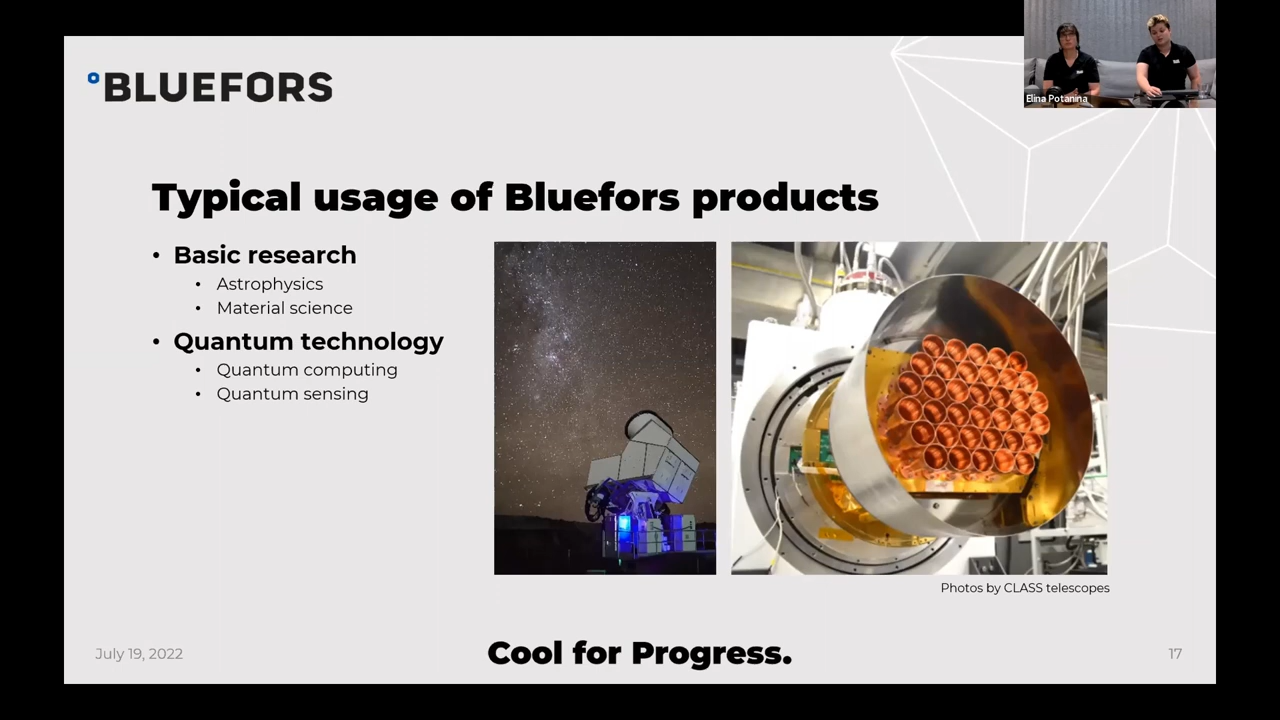 BLUEFORS
Elina Potanina
Typical usage of Bluefors products
• Basic research
• Astrophysics
• Material science
• Quantum technology
• Quantum computing
• Quantum sensing
Photos by CLASS telescopes
July 19, 2022
Cool for Progress.
17